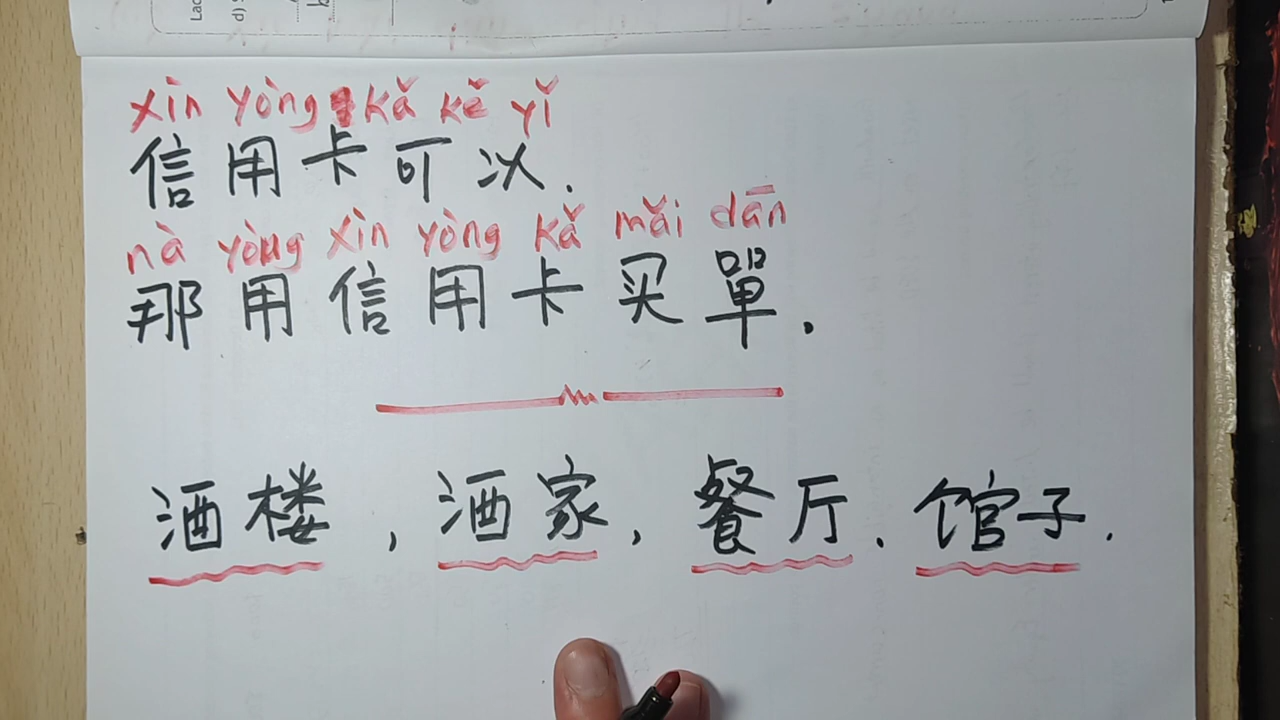 xìn yòng kǎ kě yǐ
信用卡可以.
nà yòng xìn yòng kǎ mǎi dān
那用信用卡买單.
酒楼,酒家,餐厅.馆子.